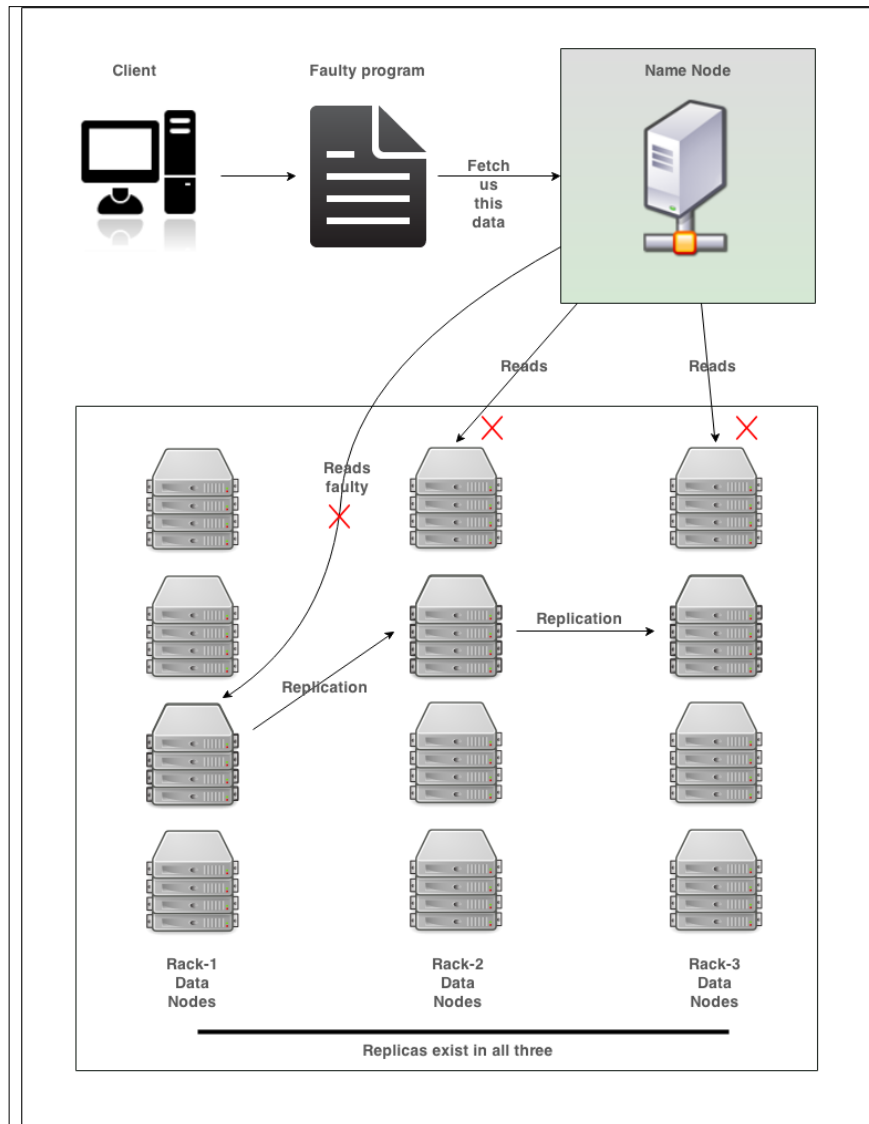 Client
Faulty program
Name Node
Fetch
us
this
data
Reads
Reads
Reads
faulty
Replication
Replication
Rack-1
Data
Nodes
Rack-2
Data
Nodes
Rack-3
Data
Nodes
Replicas exist in all three